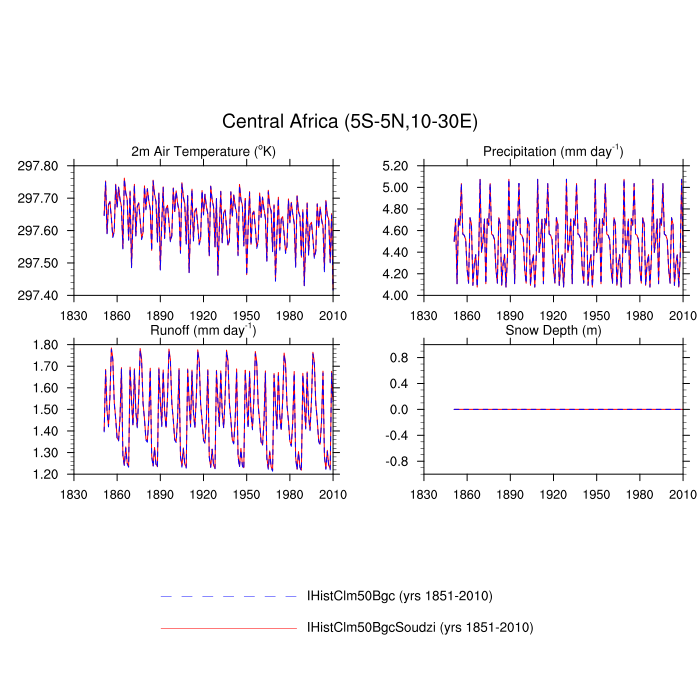 Central Africa (5S-5N,10-30E)
2m Air Temperature (°K)
Precipitation (mm day-1)
297.80
297.70
297.60
297.50
297.40
1830 1860 1890 1920 1950 1980 2010
5.20
5.00
4.80
4.60
4.40
4.20
4.00
1830 1860 1890 1920 1950 1980 2010
Runoff (mm day-1)
Snow Depth (m)
1.80
1.70
1.60
1.50
1.40
1.30
1.20
1830 1860 1890 1920 1950 1980 2010
0.8
0.4
0.0
-0.4
-0.8
1830 1860 1890 1920 1950 1980 2010
IHistClm50Bgc (yrs 1851-2010)
IHistClm50BgcSoudzi (yrs 1851-2010)